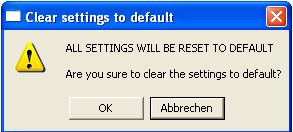 Clear settings to default
ALL SETTINGS WILL BE RESET TO DEFAULT
Are you sure to clear the settings to default?
OK
Abbrechen